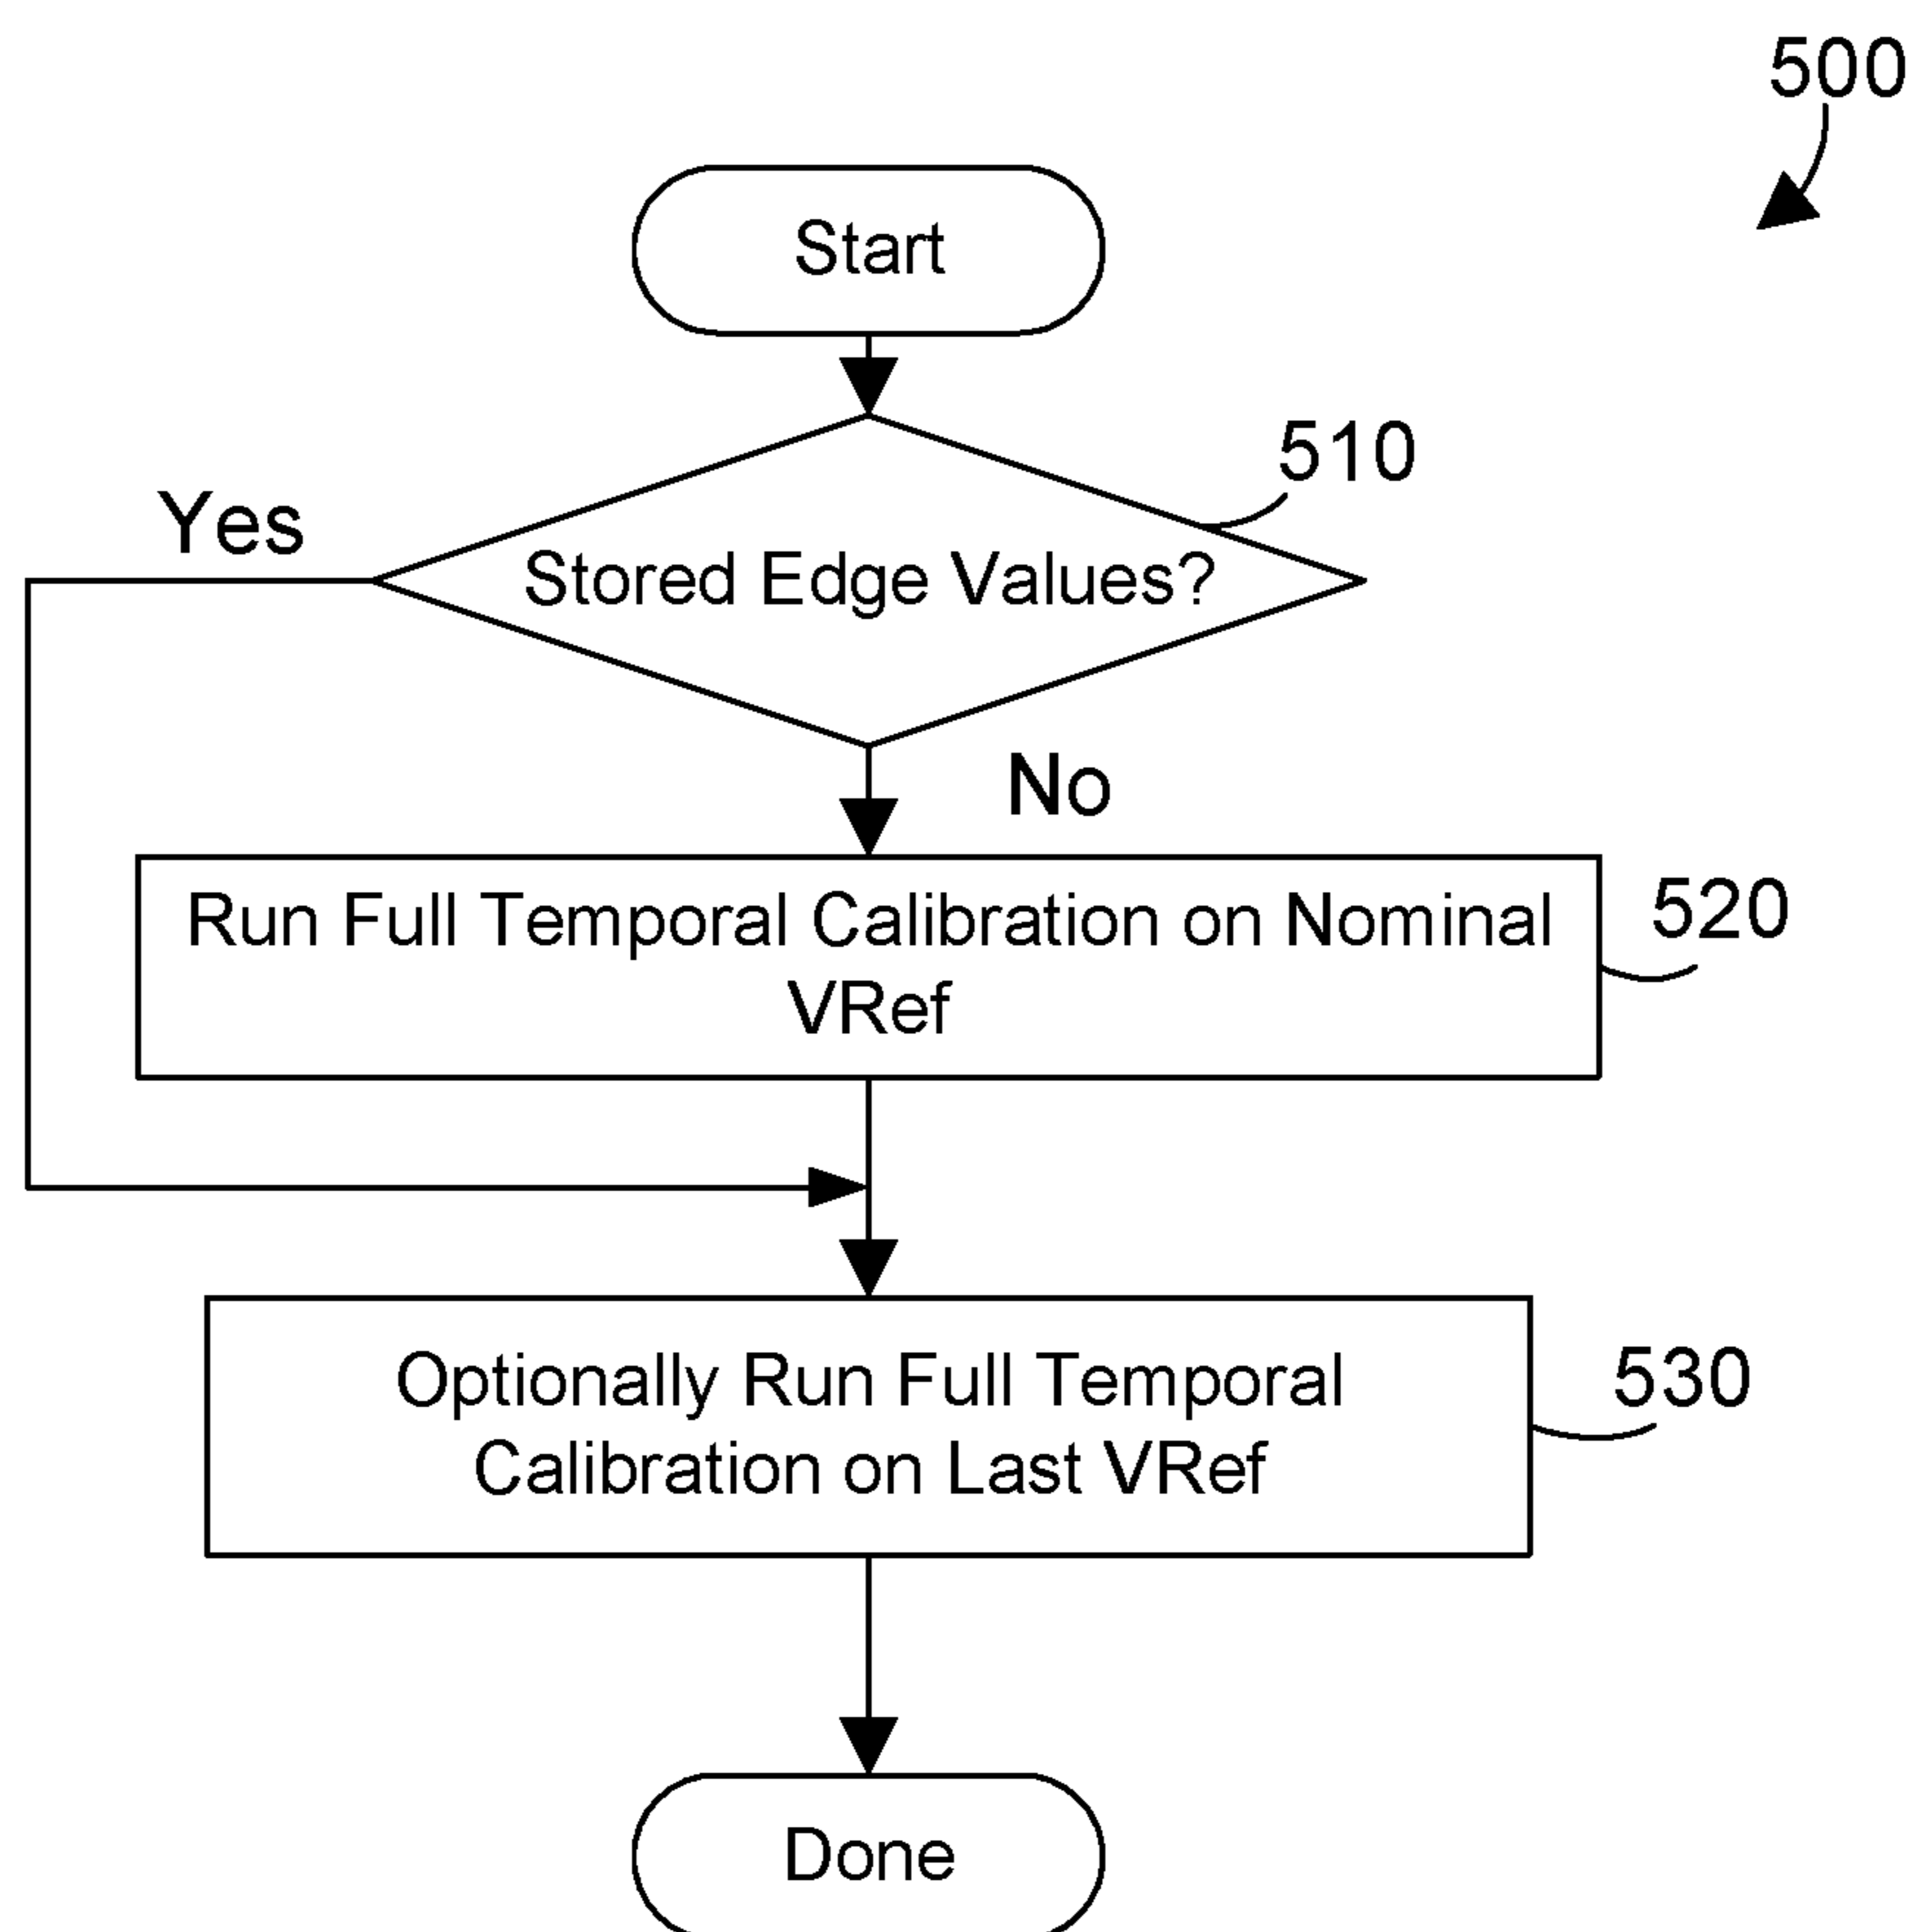 500
Start
510
Yes
Stored Edge Values?
No
Run Full Temporal Calibration on Nominal
VRef
520
Optionally Run Full Temporal
Calibration on Last VRef
530
Done